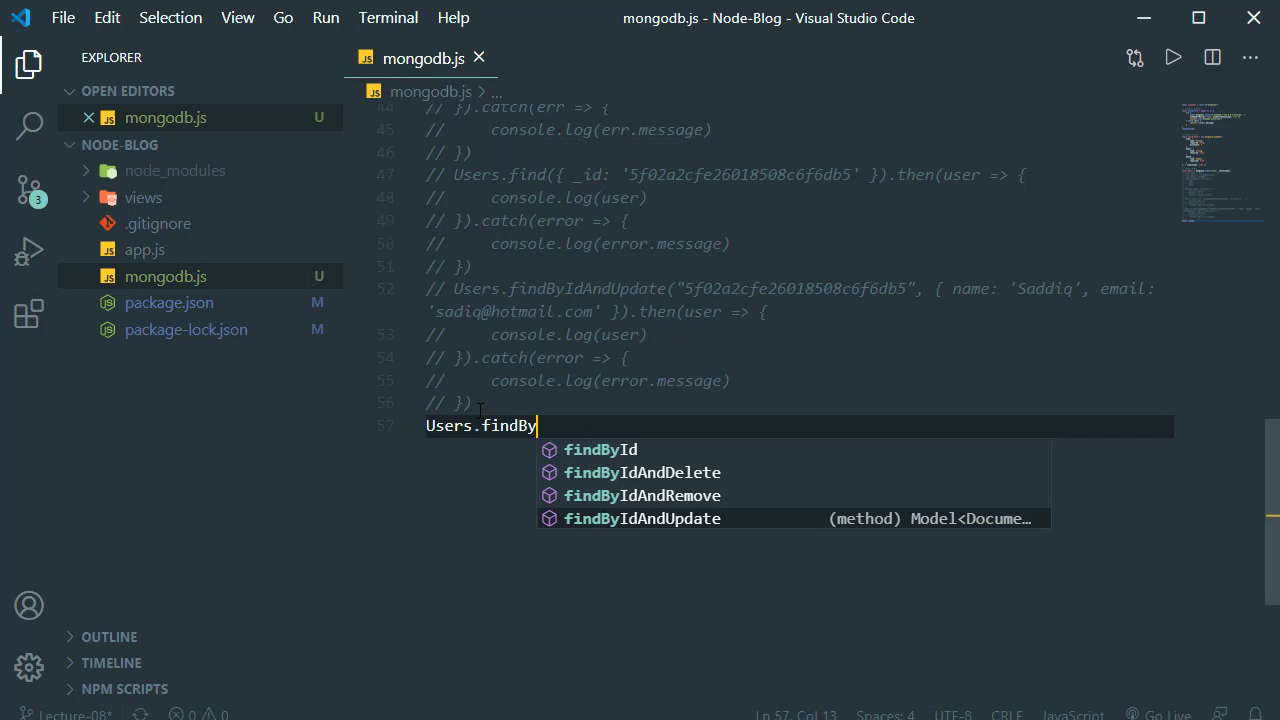 File Edit Selection View Go Run Terminal Help mongodb.js - Node-Blog - Visual Studio Code
EXPLORER
OPEN EDITORS
mongodb.js U
NODE-BLOG
node_modules
views
.gitignore
app.js
mongodb.js U
package.json M
package-lock.json M
OUTLINE
TIMELINE
NPM SCRIPTS
3
mongodb.js
mongodb.js > ...
44 // }).catch(err => {
45 // console.log(err.message)
46 // })
47 // Users.find({ _id: '5f02a2cfe26018508c6f6db5' }).then(user => {
48 // console.log(user)
49 // }).catch(error => {
50 // console.log(error.message)
51 // })
52 // Users.findByIdAndUpdate("5f02a2cfe26018508c6f6db5", { name: 'Saddiq', email:
'sadiq@hotmail.com' }).then(user => {
53 // console.log(user)
54 // }).catch(error => {
55 // console.log(error.message)
56 // })
57 Users.findBy
findById
findByIdAndDelete
findByIdAndRemove
findByIdAndUpdate (method) Model<Docume…
Lecture-08* 0 0 Ln 57, Col 13 Spaces: 4 UTF-8 CRLF JavaScript Go Live